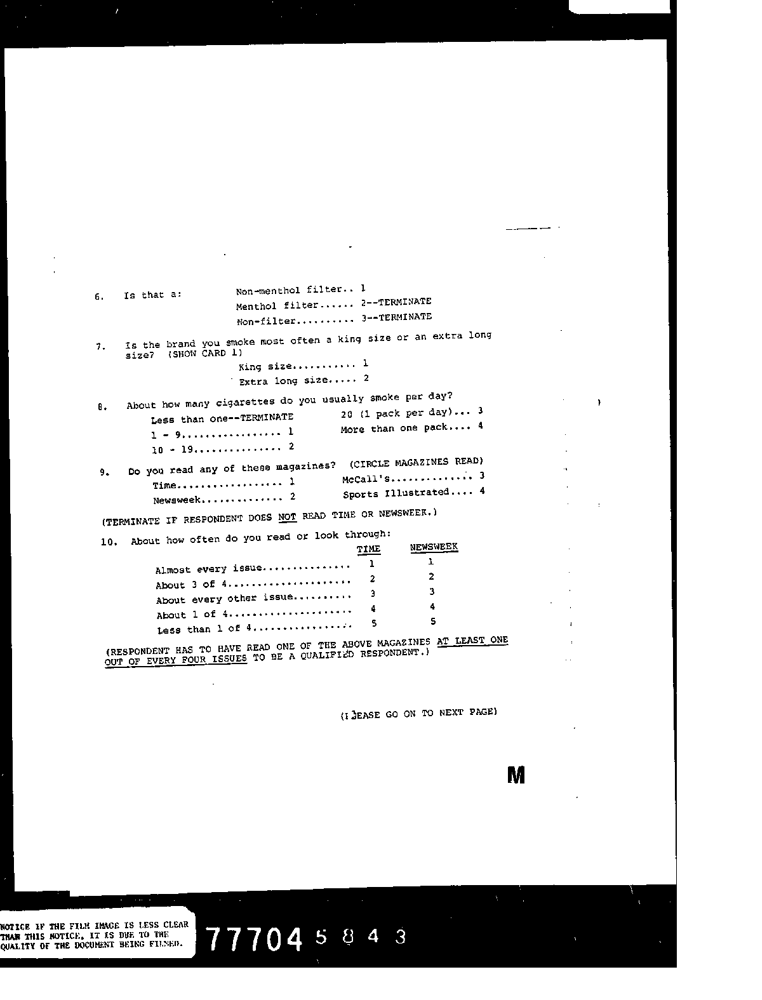 6. Is that a: Non-menthol filter.. 1
Menthol filter...... 2--TERMINATE
Non-filter.......... 3--TERMINATE
7. Is the brand you smoke most often a king size or an extra long
size? (SHOW CARD 1)
King size........... 1
Extra long size..... 2
8. About how many cigarettes do you usually smoke per day?
Less than one--TERMINATE 20 (1 pack per day)... 3
1 - 9................. 1 More than one pack.... 4
10 - 19............... 2
9. Do you read any of these magazines? (CIRCLE MAGAZINES READ)
Time.................. 1 McCall's.............. 3
Newsweek.............. 2 Sports Illustrated.... 4
(TERMINATE IF RESPONDENT DOES NOT READ TIME OR NEWSWEEK.)
10. About how often do you read or look through:
TIME NEWSWEEK
Almost every issue............... 1 1
About 3 of 4..................... 2 2
About every other issue.......... 3 3
About 1 of 4..................... 4 4
Less than 1 of 4................. 5 5
(RESPONDENT HAS TO HAVE READ ONE OF THE ABOVE MAGAZINES AT LEAST ONE
OUT OF EVERY FOUR ISSUES TO BE A QUALIFIED RESPONDENT.)
(PLEASE GO ON TO NEXT PAGE)
M
NOTICE IF THE FILM IMAGE IS LESS CLEAR
THAN THIS NOTICE, IT IS DUE TO THE
QUALITY OF THE DOCUMENT BEING FILMED.
77704 5843